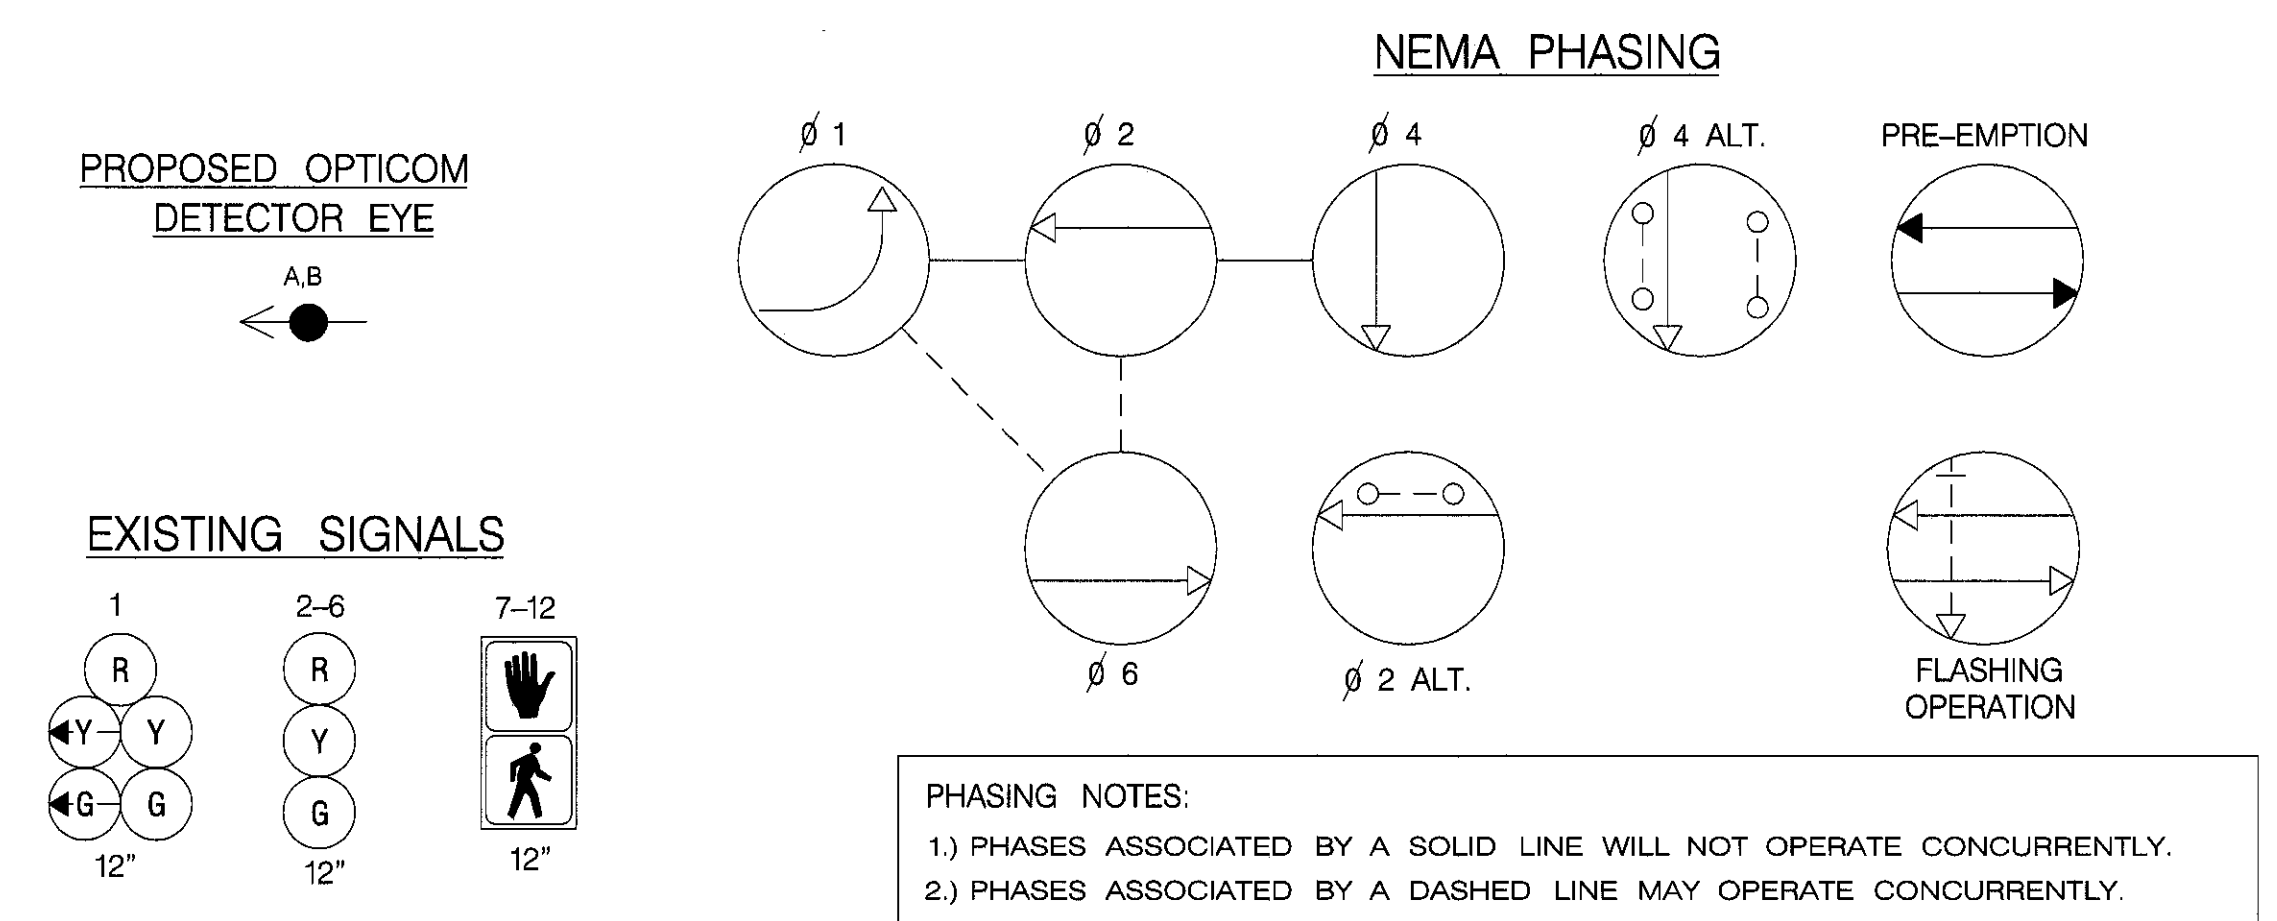 NEMA PHASING
Ø 1
Ø 2
Ø 4
Ø 4 ALT.
PRE-EMPTION
PROPOSED OPTICOM
DETECTOR EYE
A,B
EXISTING SIGNALS
1
2-6
7-12
R
Y
Y
G
G
12"
R
Y
G
12"
12"
Ø 6
Ø 2 ALT.
FLASHING
OPERATION
PHASING NOTES:
1.) PHASES ASSOCIATED BY A SOLID LINE WILL NOT OPERATE CONCURRENTLY.
2.) PHASES ASSOCIATED BY A DASHED LINE MAY OPERATE CONCURRENTLY.